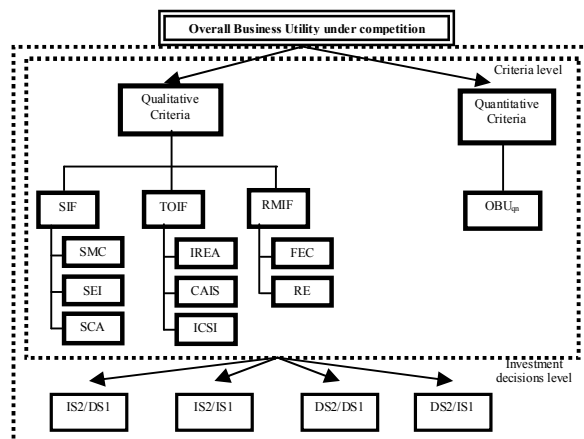 Overall Business Utility under competition
Criteria level
Qualitative
Criteria
Quantitative
Criteria
SIF
TOIF
RMIF
OBUqn
SMC
IREA
FEC
SEI
CAIS
RE
SCA
ICSI
Investment
decisions level
IS2/DS1
IS2/IS1
DS2/DS1
DS2/IS1